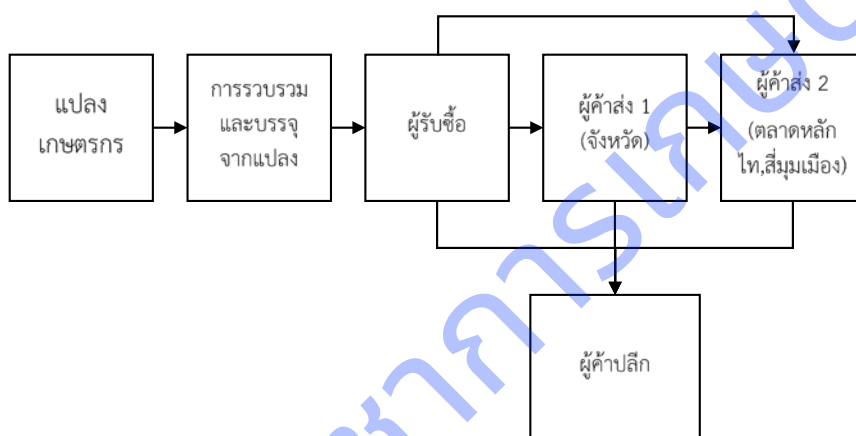 แปลง
เกษตรกร
การรวบรวม
และบรรจุ
จากแปลง
ผู้รับซื้อ
ผู้ค้าส่ง 1
(จังหวัด)
ผู้ค้าส่ง 2
(ตลาดหลัก
ไท,สี่มุมเมือง)
ผู้ค้าปลีก